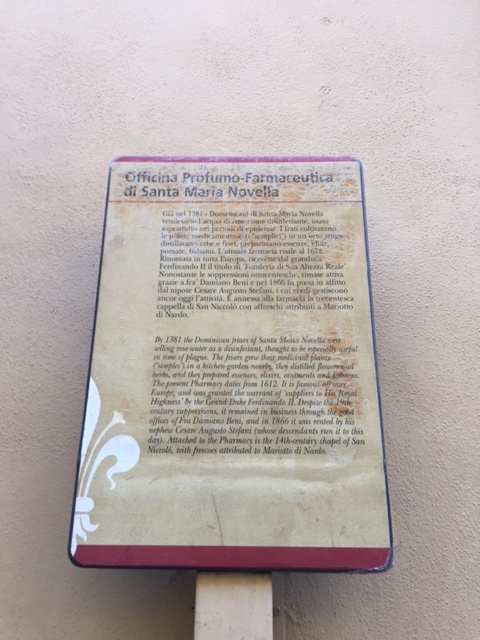 Officina Profumo-Farmaceutica
di Santa Maria Novella
Già nel 1381 i Domenicani di Santa Maria Novella
vendevano l'acqua di rose come disinfettante, usato
soprattutto nei periodi di epidemie. I frati coltivavano
le piante medicamentose (i "semplici") in un orto attiguo,
distillavano erbe e fiori, preparavano essenze, elisir,
pomate, balsami. L'attuale farmacia risale al 1612.
Rinomata in tutta Europa, ricevette dal granduca
Ferdinando II il titolo di 'Fonderia di Sua Altezza Reale'.
Nonostante le soppressioni ottocentesche, rimase attiva
grazie a fra' Damiano Beni e nel 1866 fu presa in affitto
dal nipote Cesare Augusto Stefani, i cui eredi gestiscono
ancor oggi l'attività. È annessa alla farmacia la trecentesca
cappella di San Niccolò con affreschi attribuiti a Mariotto
di Nardo.
By 1381 the Dominican friars of Santa Maria Novella were
selling rose-water as a disinfectant, thought to be especially useful
in time of plague. The friars grew their medicinal plants
('simples') in a kitchen-garden nearby, they distilled flowers and
herbs, and they prepared essences, elixirs, ointments and balsams.
The present Pharmacy dates from 1612. It is famous all over
Europe, and was granted the warrant of 'suppliers to His Royal
Highness' by the Grand Duke Ferdinando II. Despite the 19th-
century suppressions, it remained in business through the good
offices of Fra Damiano Beni, and in 1866 it was rented by his
nephew Cesare Augusto Stefani (whose descendants run it to this
day). Attached to the Pharmacy is the 14th-century chapel of San
Niccolò, with frescoes attributed to Mariotto di Nardo.